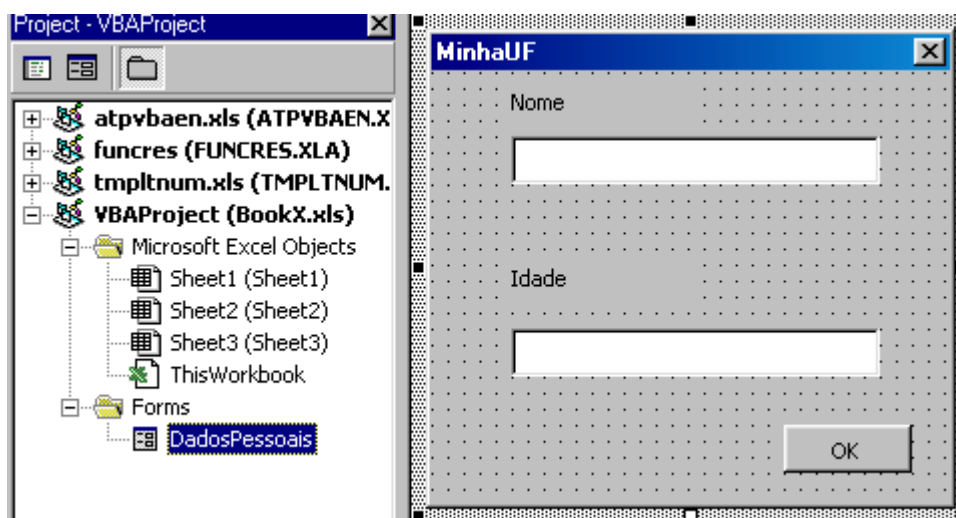 Project - VBAProject
atpvbaen.xls (ATPVBAEN.X
funcres (FUNCRES.XLA)
tmpltnum.xls (TMPLTNUM.
VBAProject (BookX.xls)
Microsoft Excel Objects
Sheet1 (Sheet1)
Sheet2 (Sheet2)
Sheet3 (Sheet3)
ThisWorkbook
Forms
DadosPessoais
MinhaUF
Nome
Idade
OK